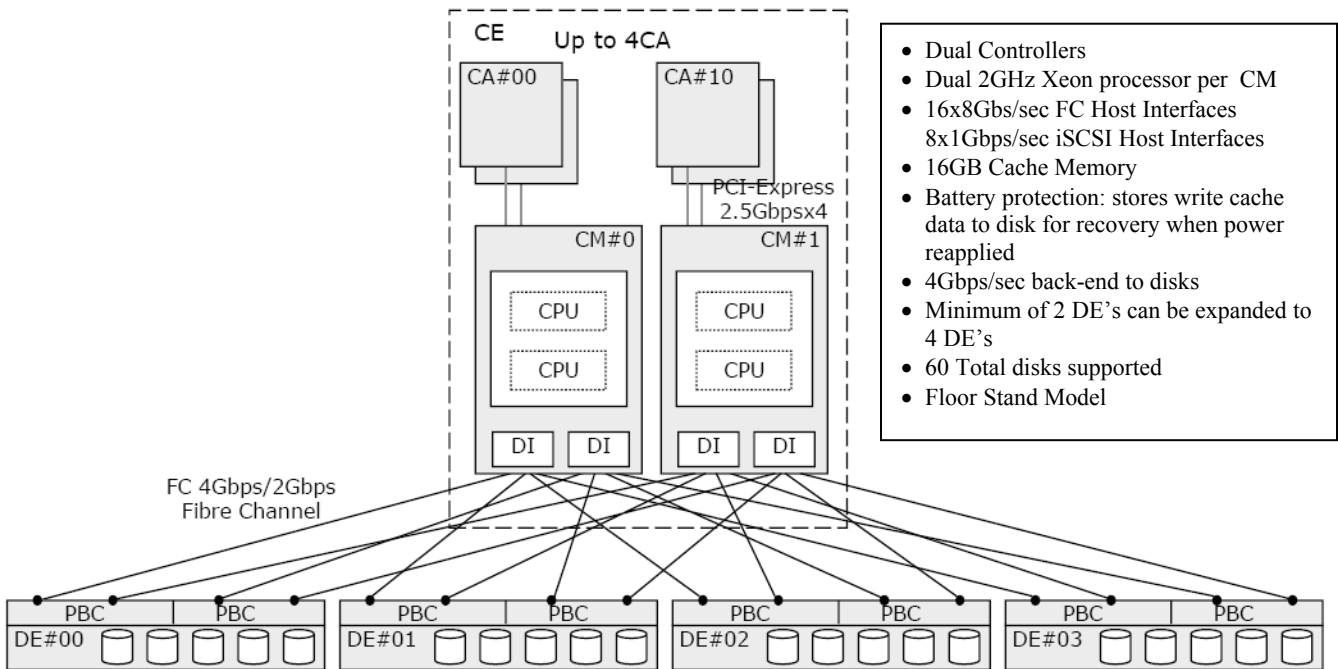 CE
Up to 4CA
CA#00
CA#10
PCI-Express
2.5Gbpsx4
CM#0
CM#1
CPU
CPU
CPU
CPU
DI
DI
DI
DI
FC 4Gbps/2Gbps
Fibre Channel
PBC
PBC
PBC
PBC
PBC
PBC
PBC
PBC
DE#00
DE#01
DE#02
DE#03
• Dual Controllers
• Dual 2GHz Xeon processor per CM
• 16x8Gbs/sec FC Host Interfaces
8x1Gbps/sec iSCSI Host Interfaces
• 16GB Cache Memory
• Battery protection: stores write cache
data to disk for recovery when power
reapplied
• 4Gbps/sec back-end to disks
• Minimum of 2 DE’s can be expanded to
4 DE’s
• 60 Total disks supported
• Floor Stand Model